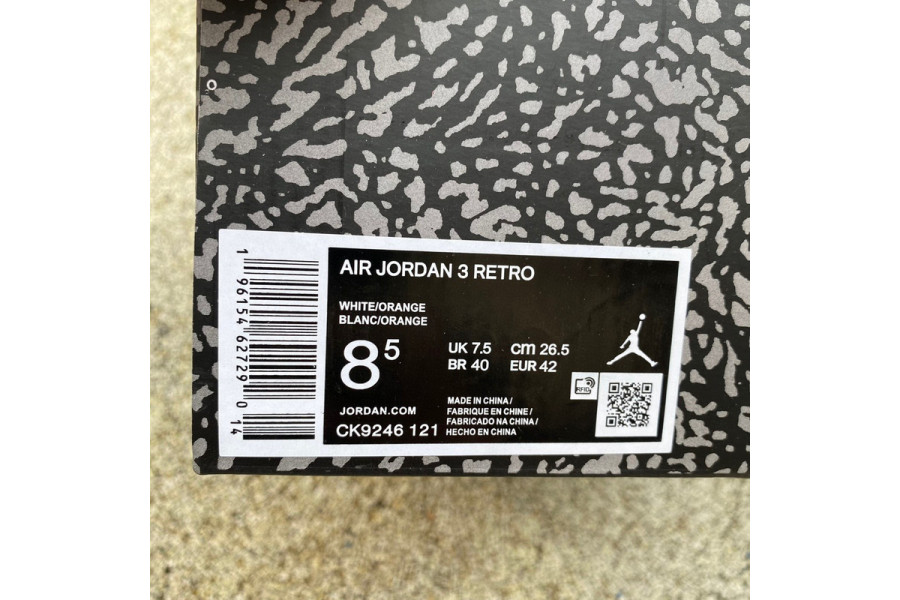 AIR JORDAN 3 RETRO
WHITE/ORANGE
BLANC/ORANGE
8 5
UK 7.5 cm 26.5
BR 40 EUR 42
RFID
JORDAN.COM
CK9246 121
MADE IN CHINA /
FABRIQUE EN CHINE /
FABRICADO NA CHINA /
HECHO EN CHINA
1 96154 62729 0 14